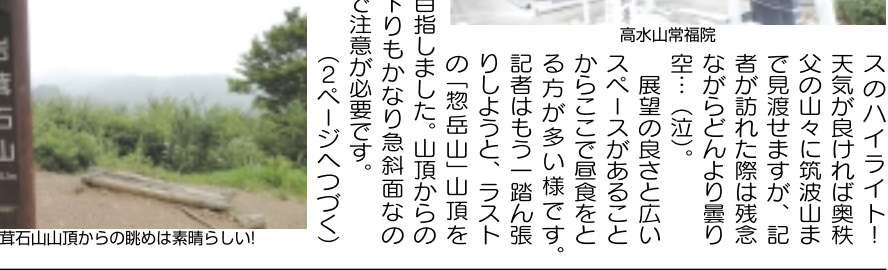 高水山常福院
スのハイライト!
天気が良ければ奥秩
父の山々に筑波山ま
で見渡せますが、記
者が訪れた際は残念
ながらどんより曇り
空…（泣）。
展望の良さと広い
スペースがあること
からここで昼食をと
る方が多い様です。
記者はもう一踏ん張
りしようと、ラスト
の「惣岳山」山頂を
目指しました。山頂からの
下りもかなり急斜面なの
で注意が必要です。
（2ページへつづく）
岩茸石山
茸石山山頂からの眺めは素晴らしい!